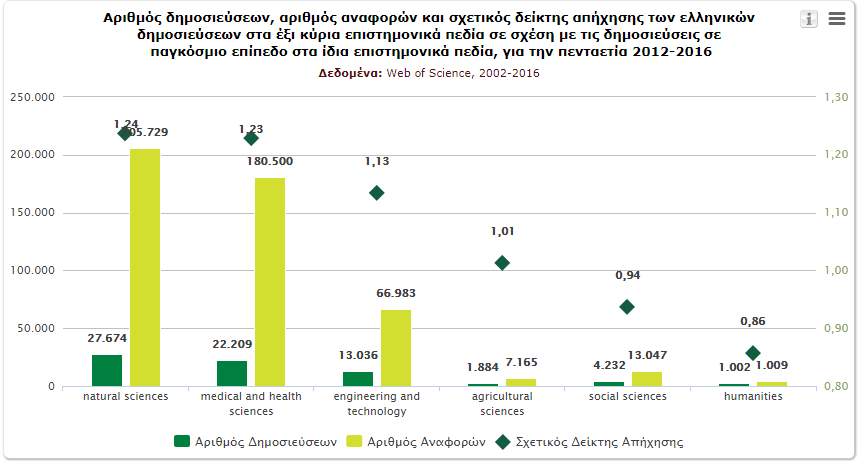 Αριθμός δημοσιεύσεων, αριθμός αναφορών και σχετικός δείκτης απήχησης των ελληνικών
δημοσιεύσεων στα έξι κύρια επιστημονικά πεδία σε σχέση με τις δημοσιεύσεις σε
παγκόσμιο επίπεδο στα ίδια επιστημονικά πεδία, για την πενταετία 2012-2016
Δεδομένα: Web of Science, 2002-2016
250.000
200.000
150.000
100.000
50.000
0
1,30
1,20
1,10
1,00
0,90
0,80
1,24
1,23
1,13
1,01
0,94
0,86
27.674
22.209
13.036
1.884
4.232
1.002
05.729
180.500
66.983
7.165
13.047
1.009
natural sciences
medical and health
sciences
engineering and
technology
agricultural
sciences
social sciences
humanities
Αριθμός Δημοσιεύσεων
Αριθμός Αναφορών
Σχετικός Δείκτης Απήχησης